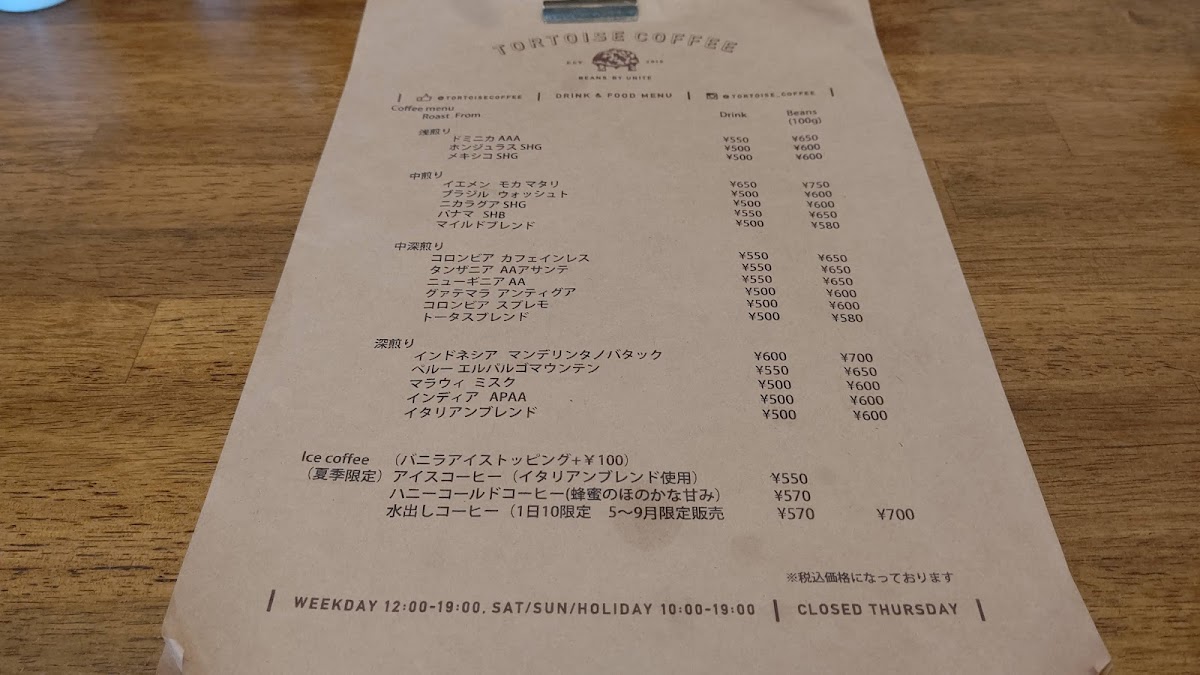 TORTOISE COFFEE
BEANS BY UNITE
@TORTOISECOFFEE | DRINK & FOOD MENU | @TORTOISE_COFFEE
Coffee menu
Roast From Drink Beans (100g)
浅煎り
ドミニカ AAA ¥550 ¥650
ホンジュラス SHG ¥500 ¥600
メキシコ SHG ¥500 ¥600
中煎り
イエメン モカ マタリ ¥650 ¥750
ブラジル ウォッシュト ¥500 ¥600
ニカラグア SHG ¥500 ¥600
パナマ SHB ¥550 ¥650
マイルドブレンド ¥500 ¥580
中深煎り
コロンビア カフェインレス ¥550 ¥650
タンザニア AAアサンテ ¥550 ¥650
ニューギニア AA ¥550 ¥650
グァテマラ アンティグア ¥500 ¥600
コロンビア スプレモ ¥500 ¥600
トータスブレンド ¥500 ¥580
深煎り
インドネシア マンデリンタノバタック ¥600 ¥700
ペルー エルパルゴマウンテン ¥550 ¥650
マラウィ ミスク ¥500 ¥600
インディア APAA ¥500 ¥600
イタリアンブレンド ¥500 ¥600
Ice coffee （バニラアイストッピング+￥100）
（夏季限定）アイスコーヒー（イタリアンブレンド使用） ¥550
ハニーコールドコーヒー(蜂蜜のほのかな甘み） ¥570
水出しコーヒー（1日10限定 5〜9月限定販売 ¥570 ¥700
※税込価格になっております
| WEEKDAY 12:00-19:00, SAT/SUN/HOLIDAY 10:00-19:00 | CLOSED THURSDAY |